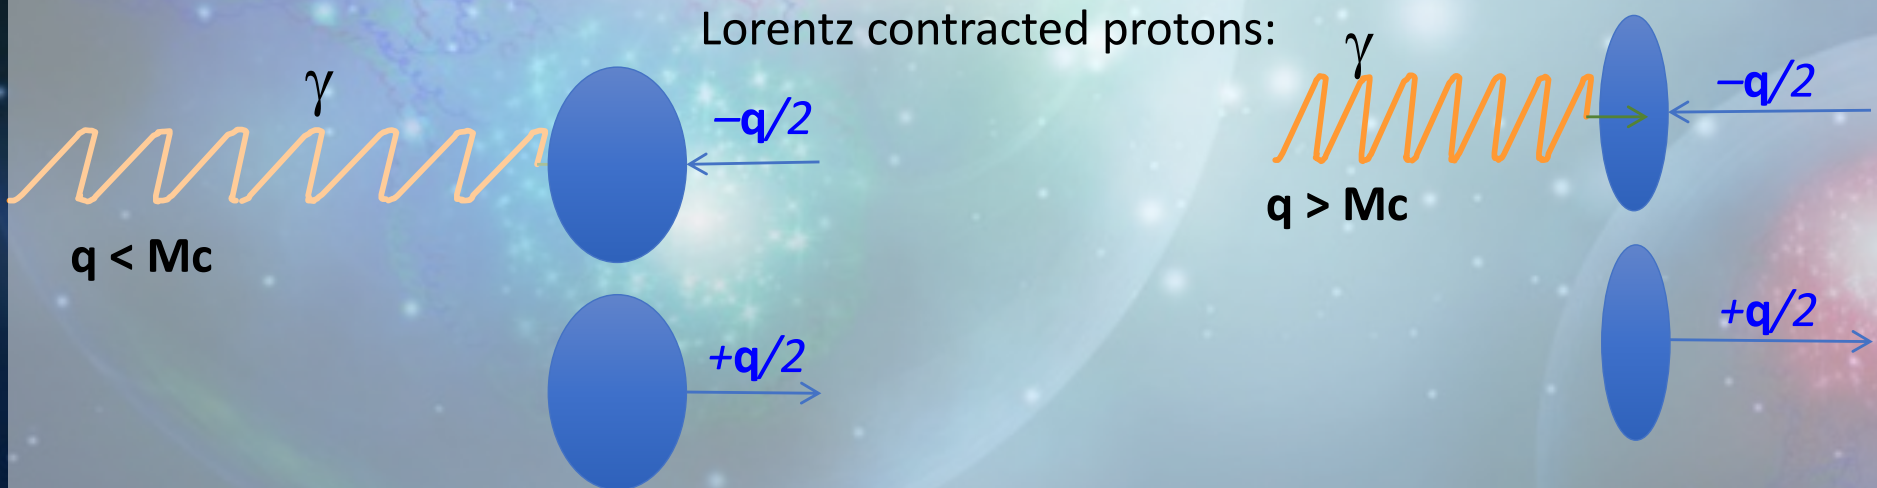 Lorentz contracted protons:
γ
–q/2
q < Mc
+q/2
γ
–q/2
q > Mc
+q/2